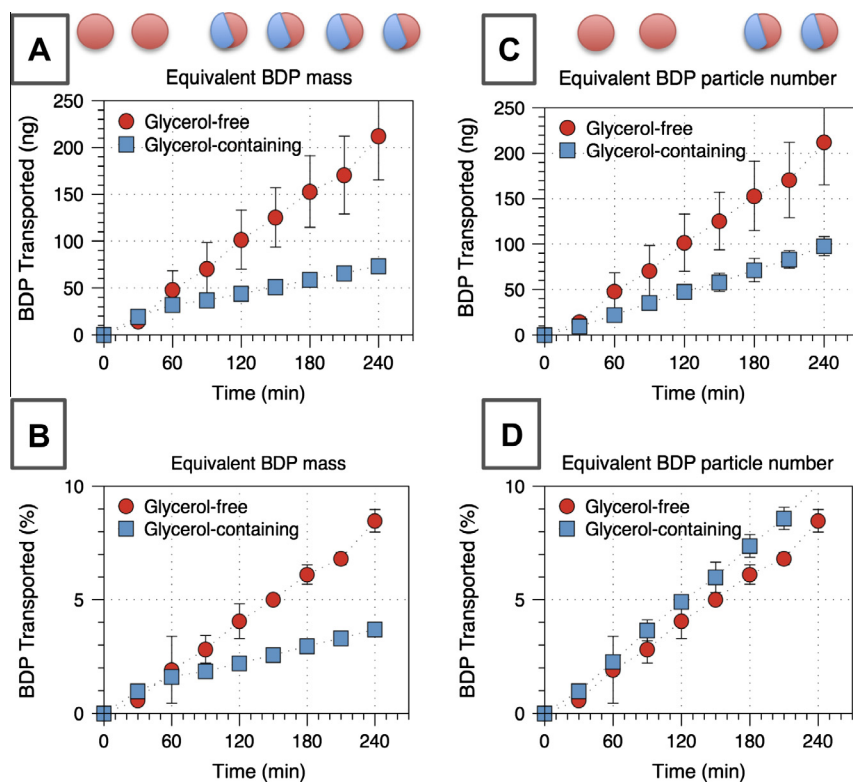 A
Equivalent BDP mass
BDP Transported (ng)
250
200
150
100
50
0
Glycerol-free
Glycerol-containing
0 60 120 180 240
Time (min)
C
Equivalent BDP particle number
BDP Transported (ng)
250
200
150
100
50
0
Glycerol-free
Glycerol-containing
0 60 120 180 240
Time (min)
B
Equivalent BDP mass
BDP Transported (%)
10
5
0
Glycerol-free
Glycerol-containing
0 60 120 180 240
Time (min)
D
Equivalent BDP particle number
BDP Transported (%)
10
5
0
Glycerol-free
Glycerol-containing
0 60 120 180 240
Time (min)